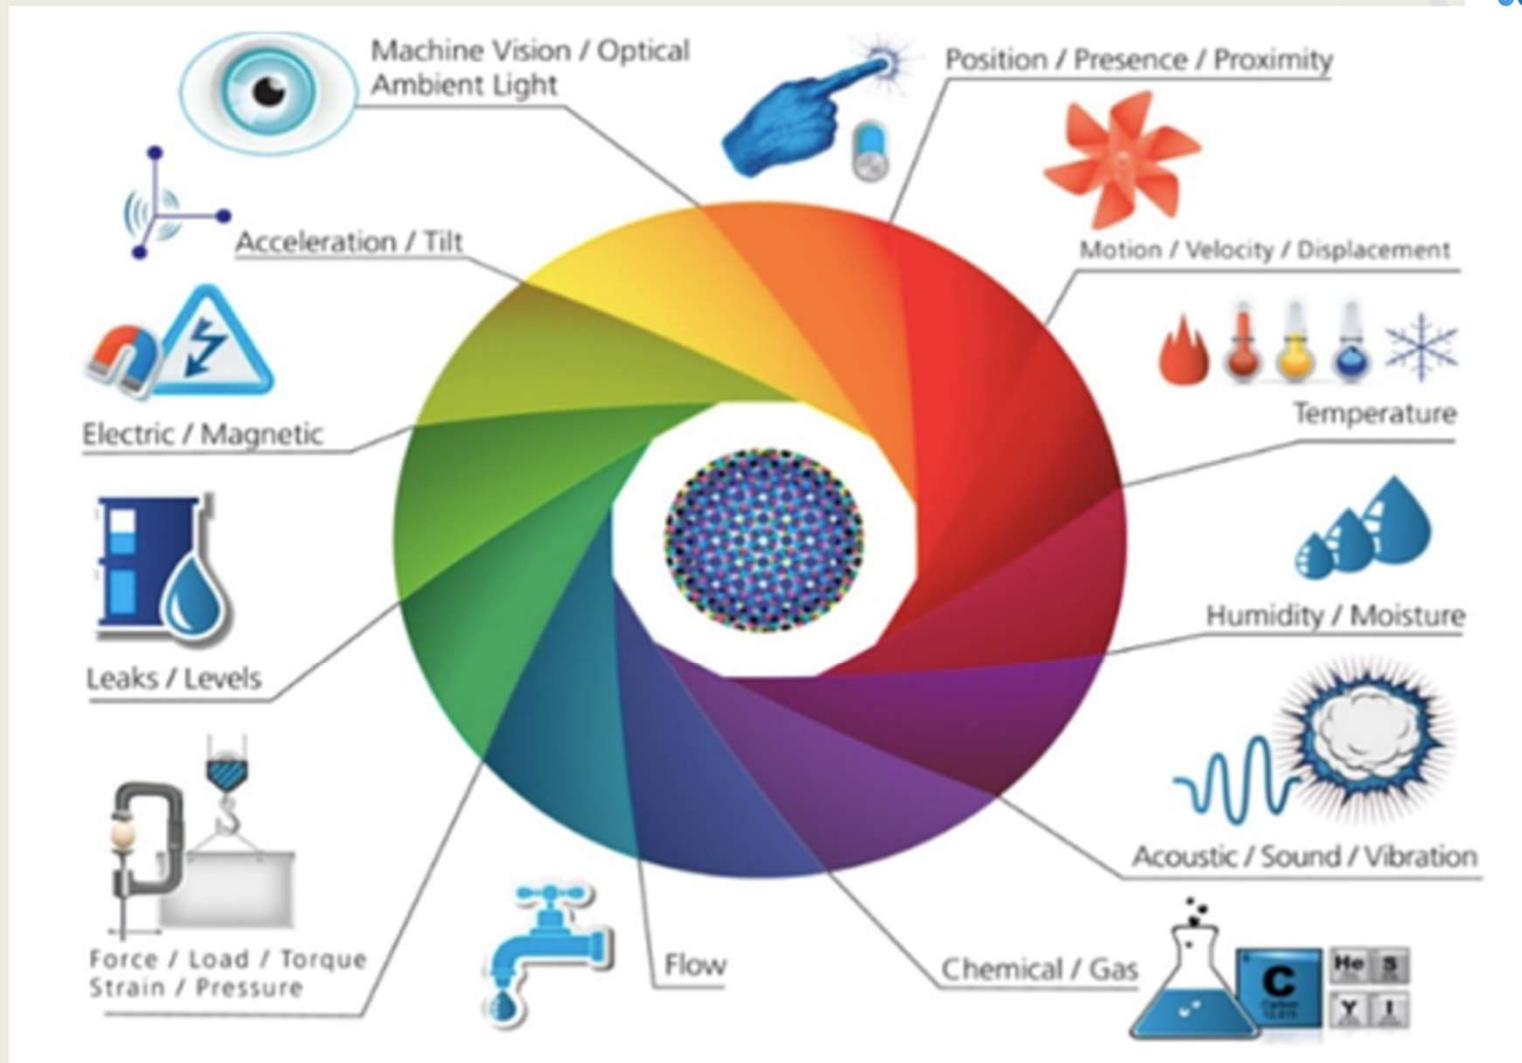 Machine Vision / Optical
Ambient Light
Position / Presence / Proximity
Acceleration / Tilt
Motion / Velocity / Displacement
Electric / Magnetic
Temperature
Leaks / Levels
Humidity / Moisture
Acoustic / Sound / Vibration
Force / Load / Torque
Strain / Pressure
Flow
Chemical / Gas
C
Carbon
He
S
Y
I